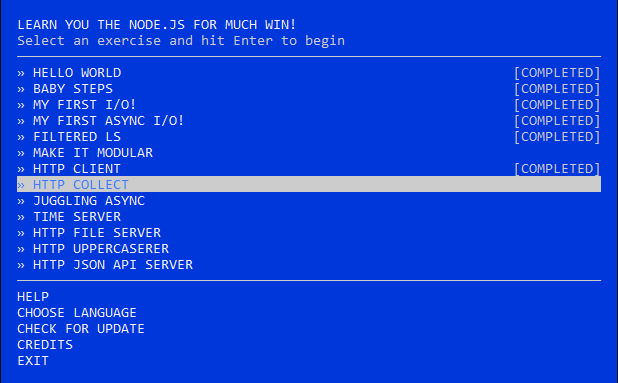 LEARN YOU THE NODE.JS FOR MUCH WIN!
Select an exercise and hit Enter to begin
» HELLO WORLD [COMPLETED]
» BABY STEPS [COMPLETED]
» MY FIRST I/O! [COMPLETED]
» MY FIRST ASYNC I/O! [COMPLETED]
» FILTERED LS [COMPLETED]
» MAKE IT MODULAR
» HTTP CLIENT [COMPLETED]
» HTTP COLLECT
» JUGGLING ASYNC
» TIME SERVER
» HTTP FILE SERVER
» HTTP UPPERCASERER
» HTTP JSON API SERVER
HELP
CHOOSE LANGUAGE
CHECK FOR UPDATE
CREDITS
EXIT